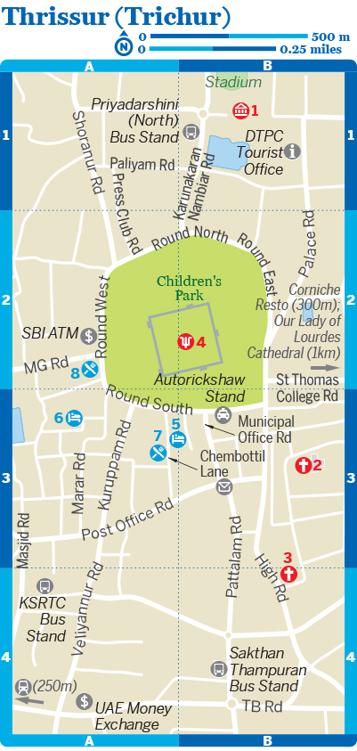 Thrissur (Trichur)
N
0 500 m
0 0.25 miles
A B
Stadium
Priyadarshini
(North)
Bus Stand
1
DTPC
Tourist
Office
1 1
Shoranur Rd
Paliyam Rd
Press Club Rd
Karunakaran
Nambiar Rd
Palace Rd
Round North
Round East
Children's
Park
2 2
Corniche
Resto (300m);
Our Lady of
Lourdes
Cathedral (1km)
Round West
SBI ATM
4
MG Rd
8
Autorickshaw
Stand
St Thomas
College Rd
Round South
6
5
7
Municipal
Office Rd
Chembottil
Lane
2
3 3
Marar Rd
Kuruppam Rd
Masjid Rd
Post Office Rd
Pattalam Rd
High Rd
3
Veliyannur Rd
KSRTC
Bus
Stand
4 4
Sakthan
Thampuran
Bus Stand
(250m)
UAE Money
Exchange
TB Rd
A B